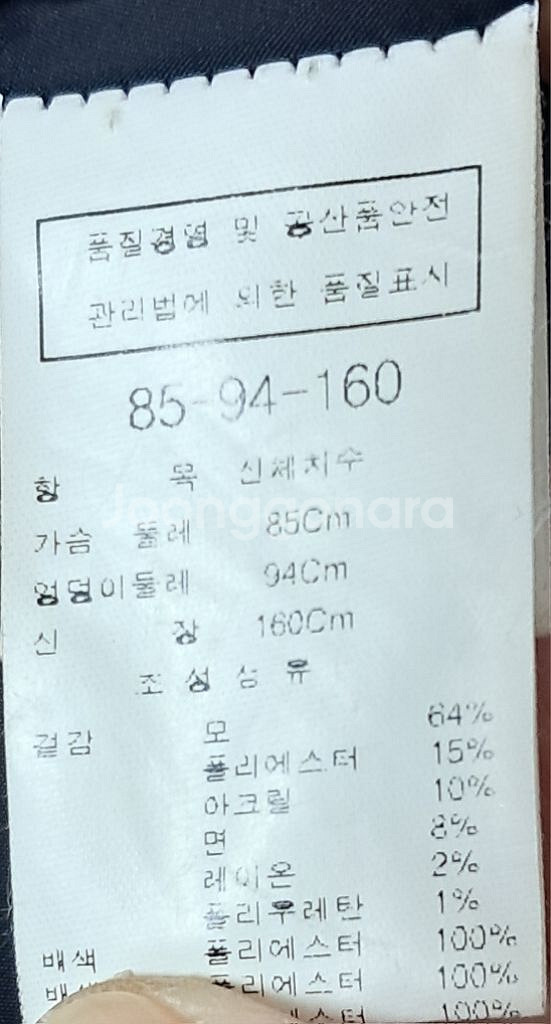 품질경영 및 공산품안전
관리법에 의한 품질표시
85-94-160
항 목 신체치수
Joonggonara
가슴 둘레 85Cm
엉덩이둘레 94Cm
신 장 160Cm
조 성 섬 유
겉감 모 64%
폴리에스터 15%
아크릴 10%
면 8%
레이온 2%
폴리우레탄 1%
배색 폴리에스터 100%
폴리에스터 100%
100%